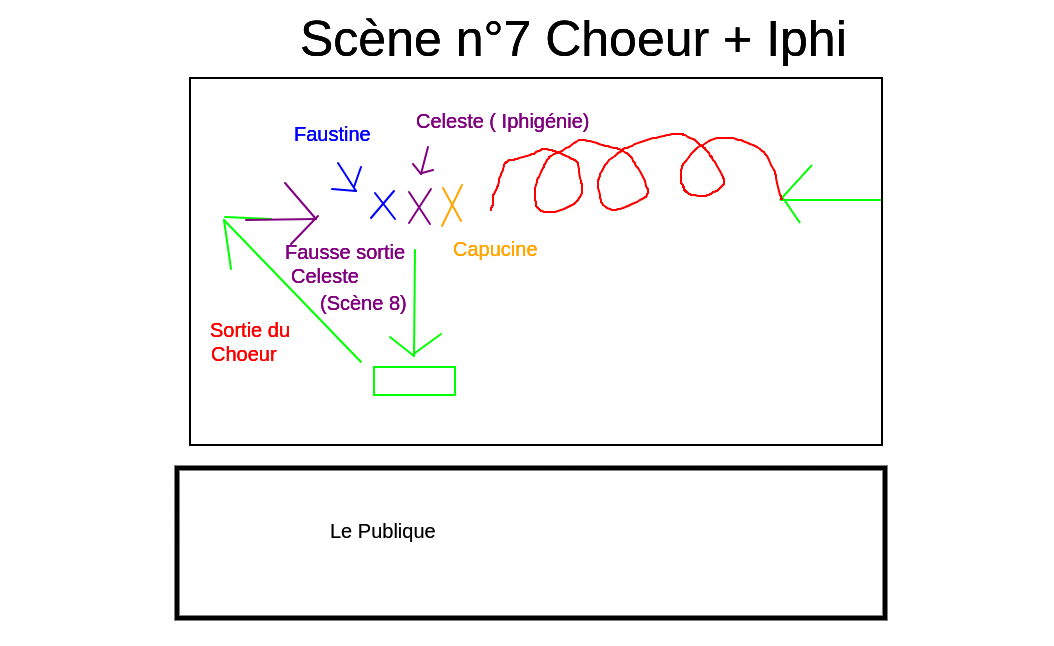 Scène n°7 Choeur + Iphi
Celeste ( Iphigénie)
Faustine
Capucine
Fausse sortie
Celeste
(Scène 8)
Sortie du
Choeur
Le Publique